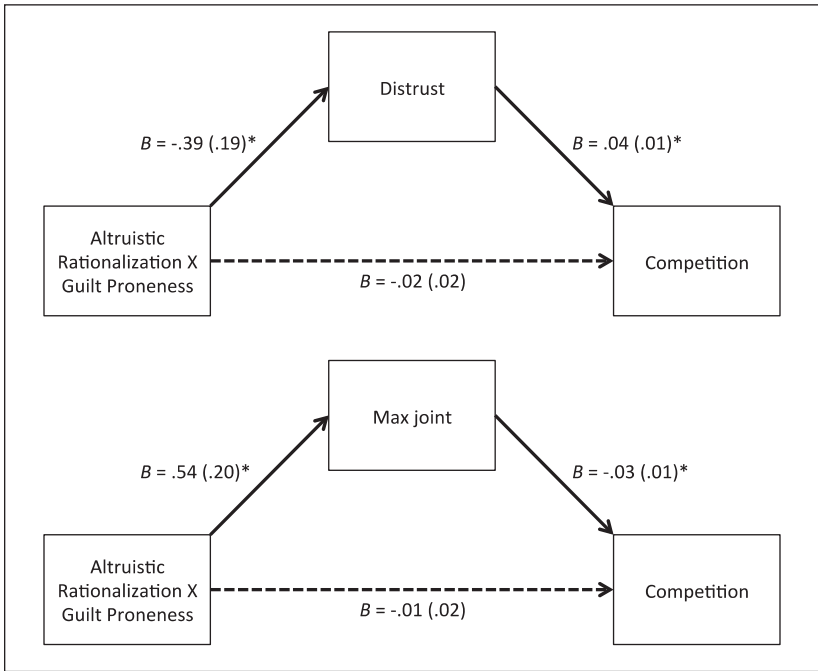 Distrust
B = -.39 (.19)*
B = .04 (.01)*
Altruistic
Rationalization X
Guilt Proneness
Competition
B = -.02 (.02)
Max joint
B = .54 (.20)*
B = -.03 (.01)*
Altruistic
Rationalization X
Guilt Proneness
Competition
B = -.01 (.02)